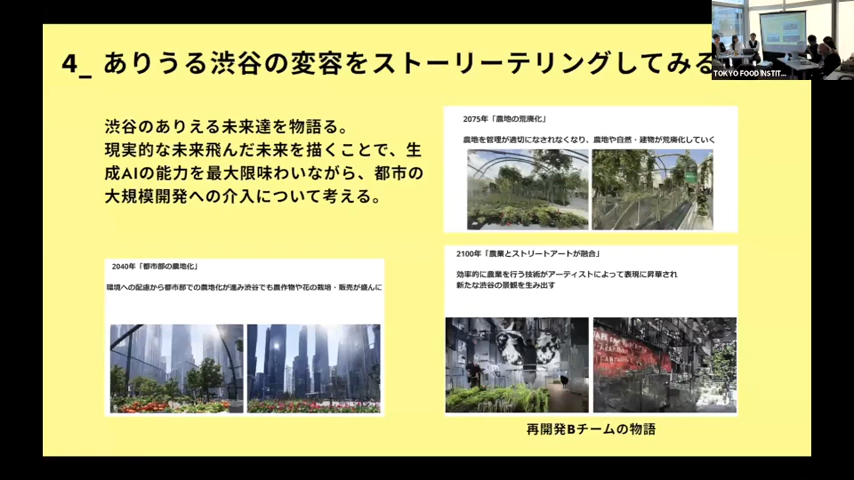 4_ ありうる渋谷の変容をストーリーテリングしてみる
TOKYO FOOD INSTIT...
渋谷のありえる未来達を物語る。
現実的な未来飛んだ未来を描くことで、生
成AIの能力を最大限味わいながら、都市の
大規模開発への介入について考える。
2075年「農地の荒廃化」
農地を管理が適切になされなくなり、農地や自然・建物が荒廃化していく
2040年「都市部の農地化」
環境への配慮から都市部での農地化が進み渋谷でも農作物や花の栽培・販売が盛んに
2100年「農業とストリートアートが融合」
効率的に農業を行う技術がアーティストによって表現に昇華され
新たな渋谷の景観を生み出す
再開発Bチームの物語